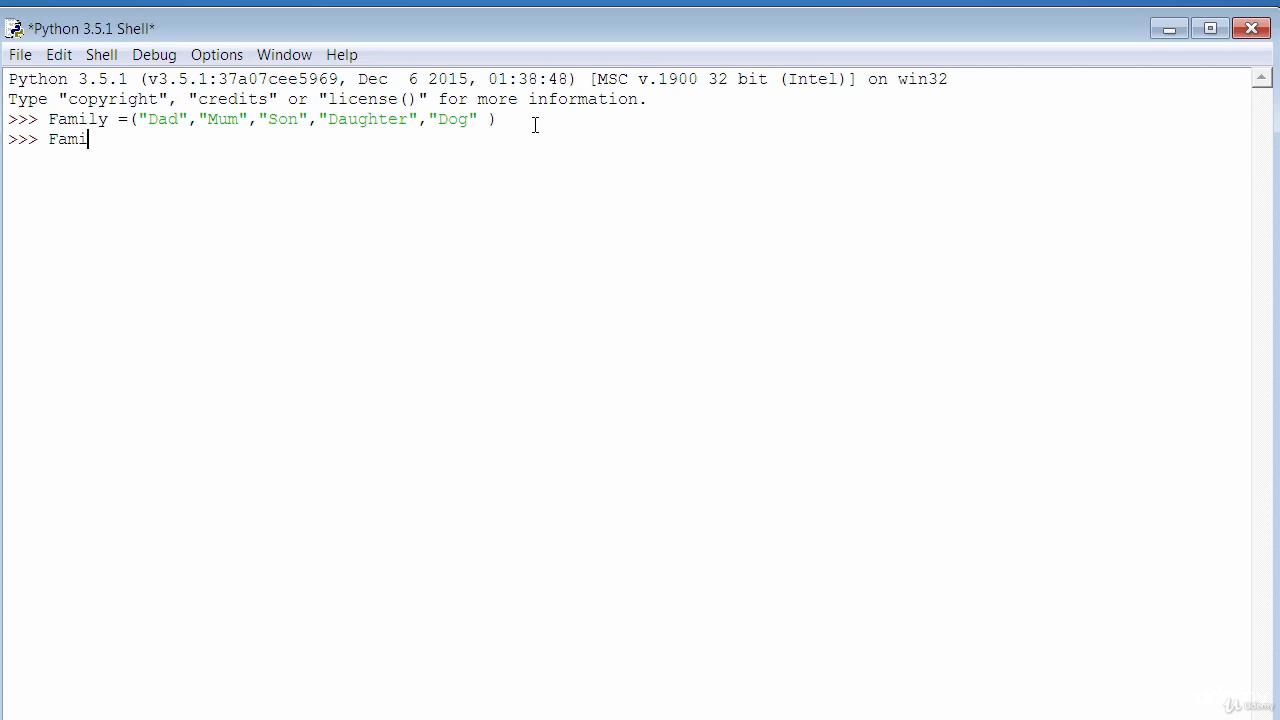 *Python 3.5.1 Shell*
File Edit Shell Debug Options Window Help
Python 3.5.1 (v3.5.1:37a07cee5969, Dec  6 2015, 01:38:48) [MSC v.1900 32 bit (Intel)] on win32
Type "copyright", "credits" or "license()" for more information.
>>> Family =("Dad","Mum","Son","Daughter","Dog" )
>>> Fami
Udemy